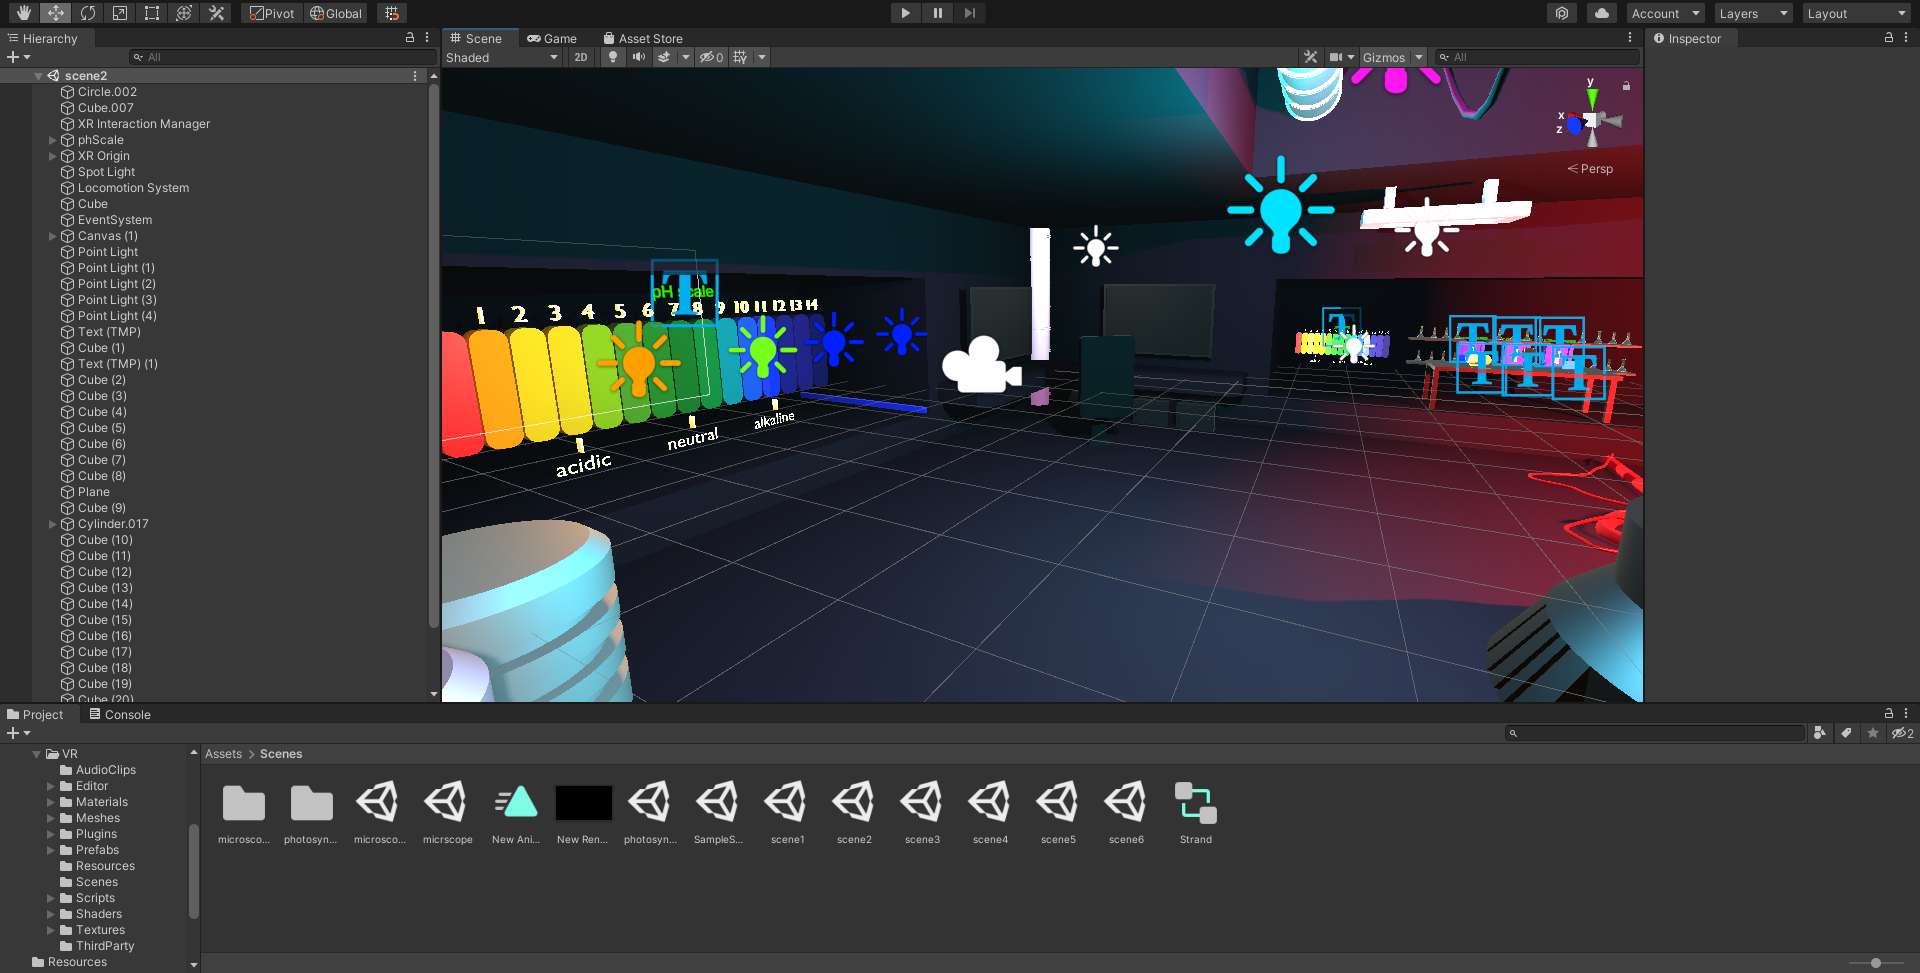 Pivot Global Account Layers Layout
Hierarchy Scene Game Asset Store Inspector
All Shaded 2D 0 Gizmos All
scene2
Circle.002
Cube.007
XR Interaction Manager
phScale
XR Origin
Spot Light
Locomotion System
Cube
EventSystem
Canvas (1)
Point Light
Point Light (1)
Point Light (2)
Point Light (3)
Point Light (4)
Text (TMP)
Cube (1)
Text (TMP) (1)
Cube (2)
Cube (3)
Cube (4)
Cube (5)
Cube (6)
Cube (7)
Cube (8)
Plane
Cube (9)
Cylinder.017
Cube (10)
Cube (11)
Cube (12)
Cube (13)
Cube (14)
Cube (15)
Cube (16)
Cube (17)
Cube (18)
Cube (19)
Cube (20)
y
x
z
Persp
pH scale
1 2 3 4 5 6 7 8 9 10 11 12 13 14
acidic neutral alkaline
Project Console
2
VR
AudioClips
Editor
Materials
Meshes
Plugins
Prefabs
Resources
Scenes
Scripts
Shaders
Textures
ThirdParty
Resources
Assets > Scenes
microsco... photosyn... microsco... micrscope New Ani... New Ren... photosyn... SampleS... scene1 scene2 scene3 scene4 scene5 scene6 Strand